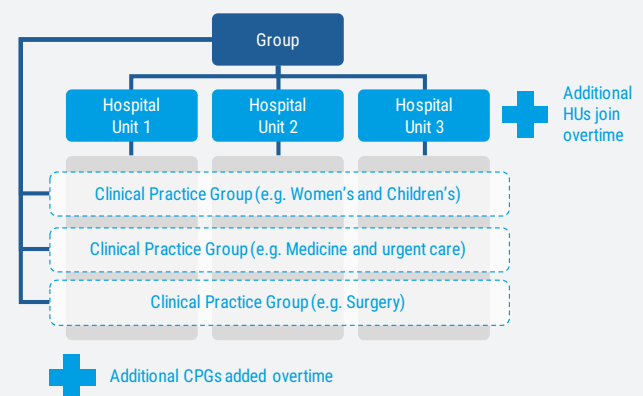 Group
Hospital
Unit 1
Hospital
Unit 2
Hospital
Unit 3
Additional
HUs join
overtime
Clinical Practice Group (e.g. Women's and Children's)
Clinical Practice Group (e.g. Medicine and urgent care)
Clinical Practice Group (e.g. Surgery)
Additional CPGs added overtime